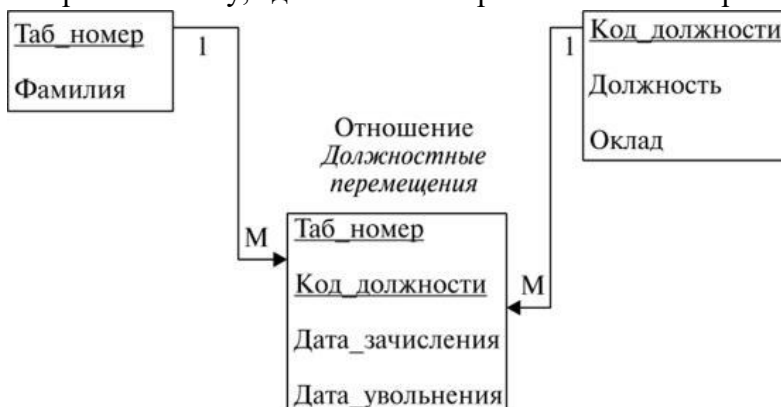 Таб_номер
Фамилия
1
1
Код_должности
Должность
Оклад
Отношение
Должностные
перемещения
М
Таб_номер
Код_должности
Дата_зачисления
Дата_увольнения
М